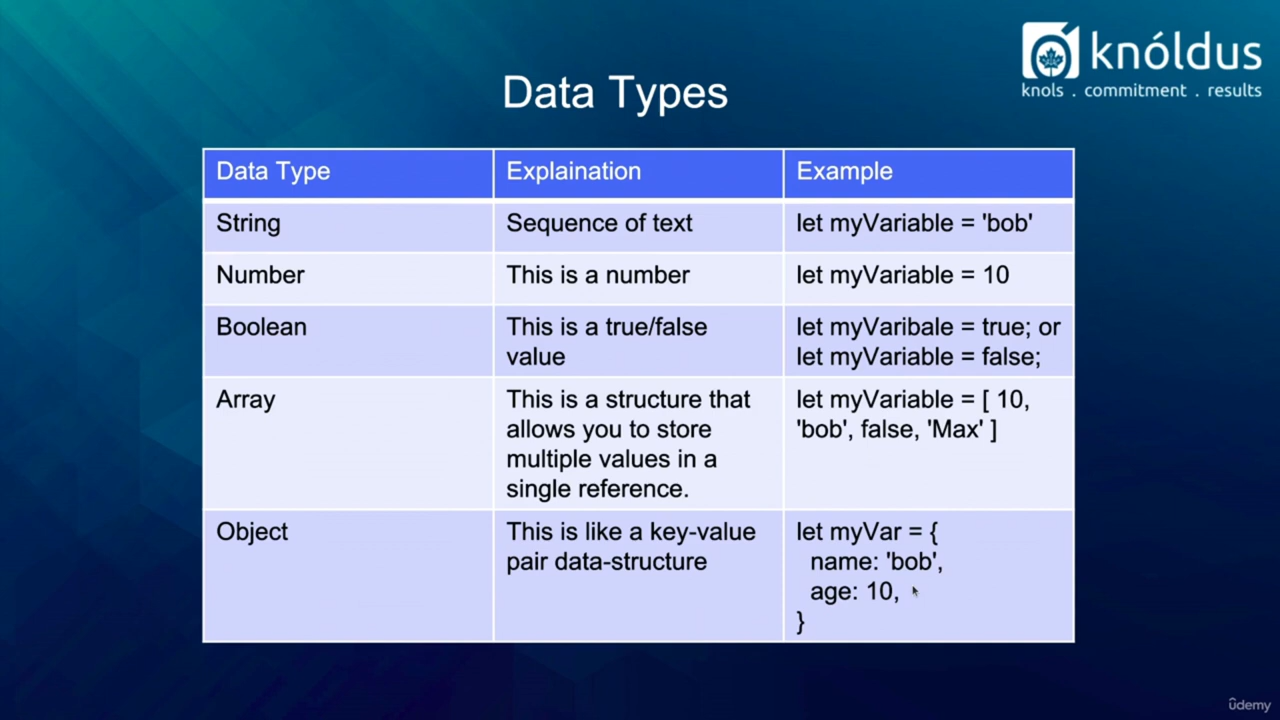 knóldus
knols . commitment . results
Data Types
Data Type
Explaination
Example
String
Sequence of text
let myVariable = 'bob'
Number
This is a number
let myVariable = 10
Boolean
This is a true/false
value
let myVaribale = true; or
let myVariable = false;
Array
This is a structure that
allows you to store
multiple values in a
single reference.
let myVariable = [ 10,
'bob', false, 'Max' ]
Object
This is like a key-value
pair data-structure
let myVar = {
name: 'bob',
age: 10,
}
ûdemy